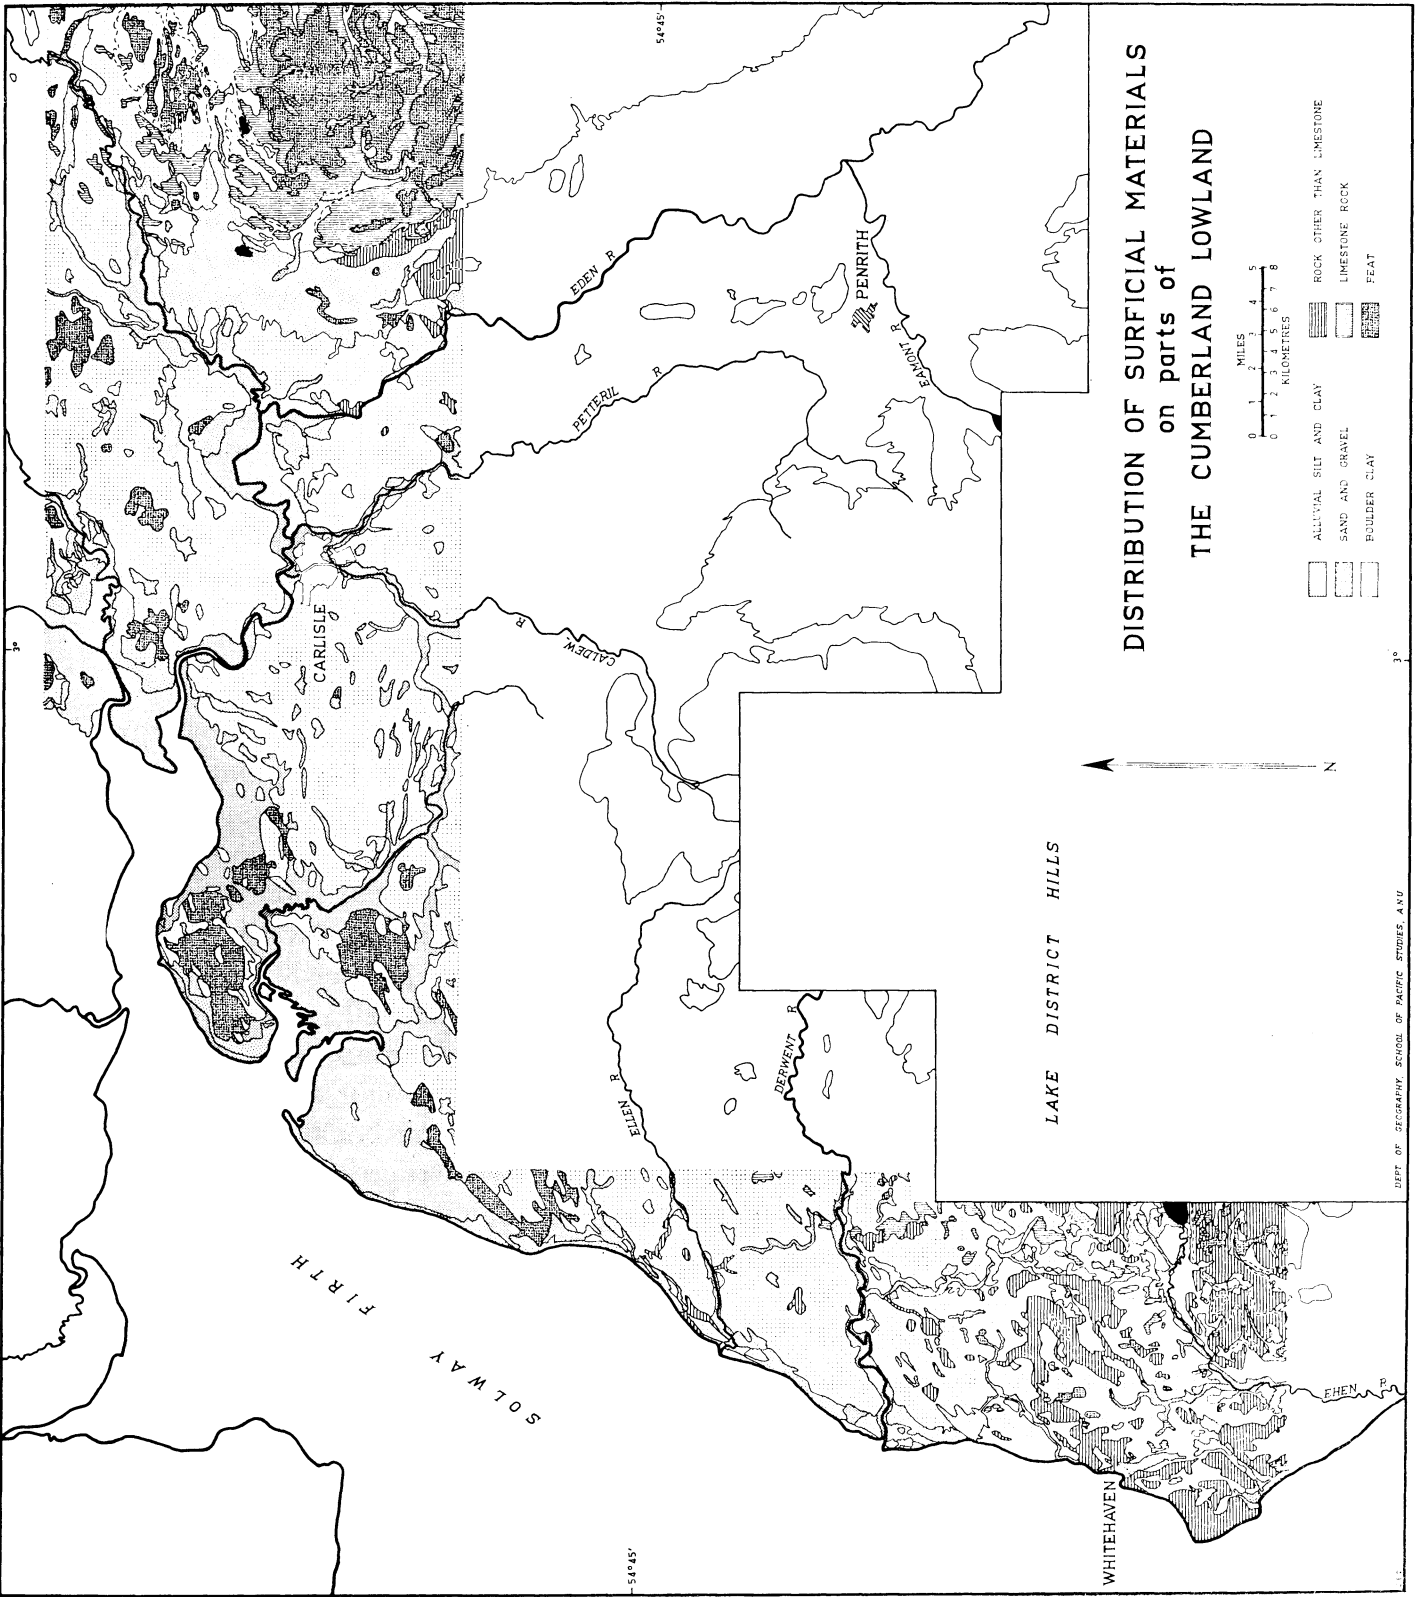 DISTRIBUTION OF SURFICIAL MATERIALS
on parts of
THE CUMBERLAND LOWLAND
MILES
0 1 2 3 4 5
0 1 2 3 4 5 6 7 8
KILOMETRES
ALLUVIAL SILT AND CLAY
SAND AND GRAVEL
BOULDER CLAY
ROCK OTHER THAN LIMESTONE
LIMESTONE ROCK
PEAT
N
3°
3°
54°45'
54°45'
SOLWAY FIRTH
CARLISLE
EDEN R
PETTERIL R
CALDEW R
PENRITH
EAMONT R
ELLEN R
DERWENT R
LAKE DISTRICT HILLS
WHITEHAVEN
EHEN R
DEPT OF GEOGRAPHY, SCHOOL OF PACIFIC STUDIES, A.N.U